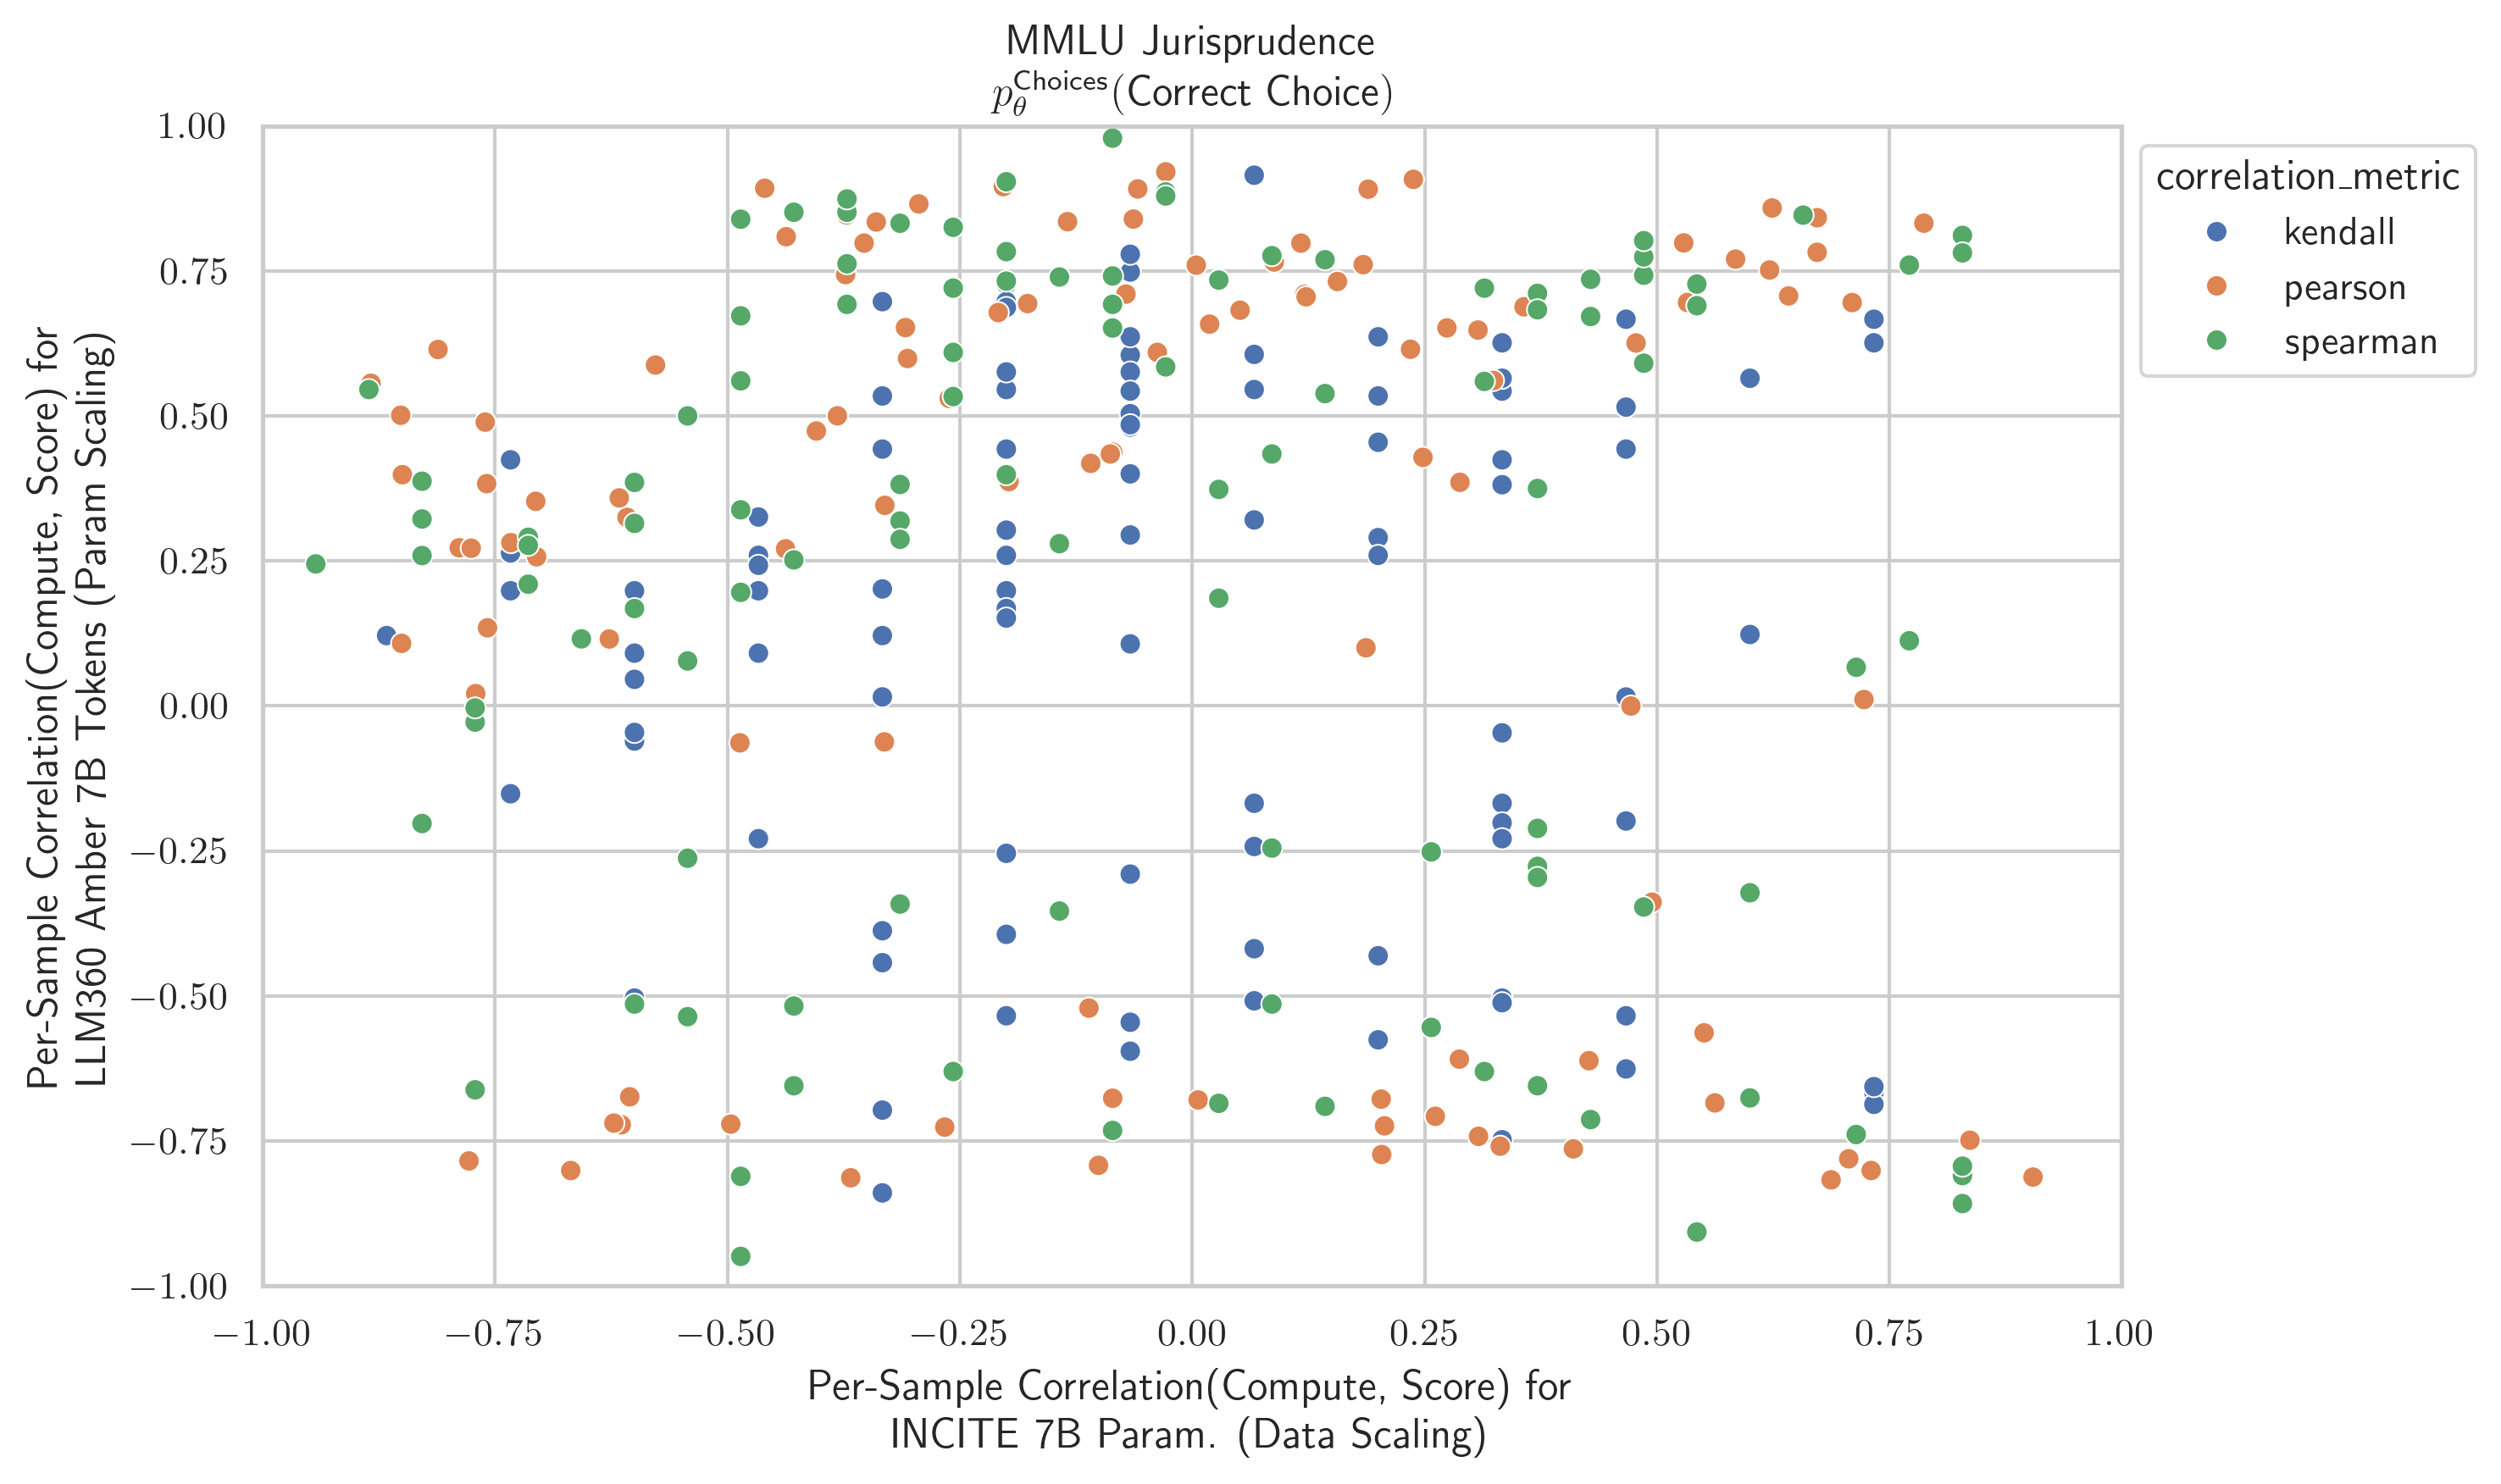 MMLU Jurisprudence
p_θ^Choices(Correct Choice)
Per-Sample Correlation(Compute, Score) for
LLM360 Amber 7B Tokens (Param Scaling)
1.00
0.75
0.50
0.25
0.00
−0.25
−0.50
−0.75
−1.00
−1.00 −0.75 −0.50 −0.25 0.00 0.25 0.50 0.75 1.00
Per-Sample Correlation(Compute, Score) for
INCITE 7B Param. (Data Scaling)
correlation_metric
kendall
pearson
spearman